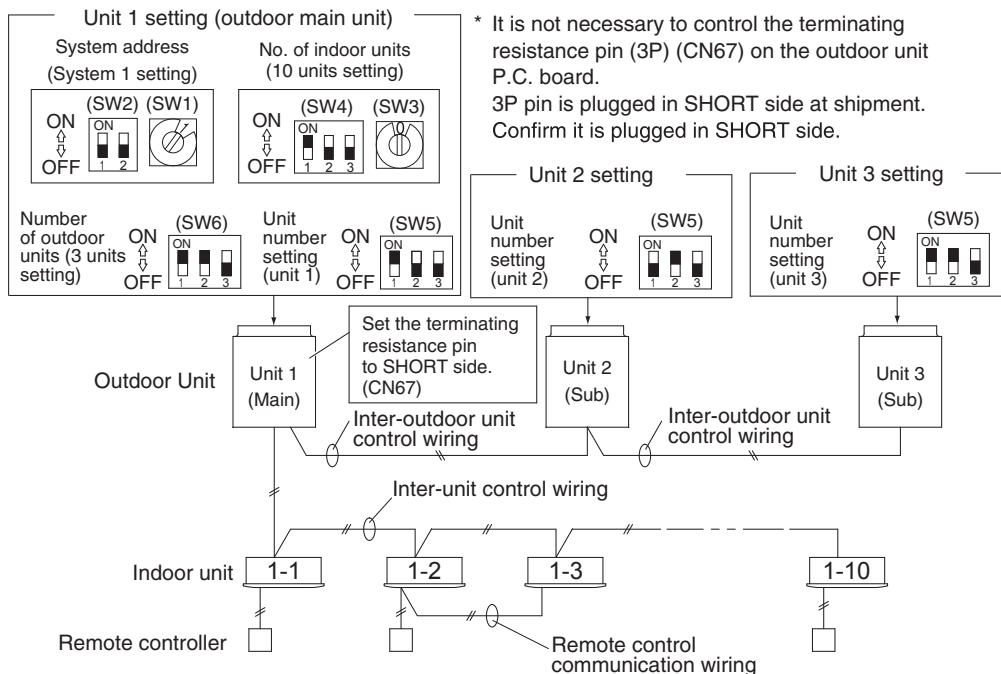 Unit 1 setting (outdoor main unit)
System address
(System 1 setting)
(SW2) (SW1)
ON
OFF
ON
1 2
No. of indoor units
(10 units setting)
(SW4) (SW3)
ON
OFF
ON
1 2 3
0
Number
of outdoor
units (3 units
setting)
ON
OFF
(SW6)
ON
1 2 3
Unit
number
setting
(unit 1)
ON
OFF
(SW5)
ON
1 2 3
* It is not necessary to control the terminating
resistance pin (3P) (CN67) on the outdoor unit
P.C. board.
3P pin is plugged in SHORT side at shipment.
Confirm it is plugged in SHORT side.
Unit 2 setting
Unit
number
setting
(unit 2)
ON
OFF
(SW5)
ON
1 2 3
Unit 3 setting
Unit
number
setting
(unit 3)
ON
OFF
(SW5)
ON
1 2 3
Outdoor Unit
Unit 1
(Main)
Set the terminating
resistance pin
to SHORT side.
(CN67)
Unit 2
(Sub)
Unit 3
(Sub)
Inter-outdoor unit
control wiring
Inter-outdoor unit
control wiring
Inter-unit control wiring
Indoor unit
1-1
1-2
1-3
1-10
Remote controller
Remote control
communication wiring